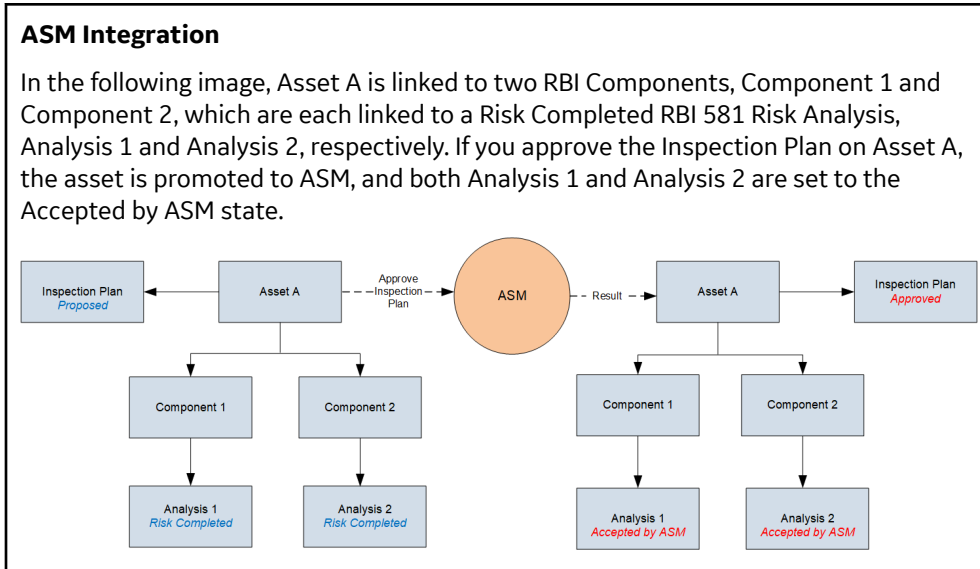 ASM Integration
In the following image, Asset A is linked to two RBI Components, Component 1 and
Component 2, which are each linked to a Risk Completed RBI 581 Risk Analysis,
Analysis 1 and Analysis 2, respectively. If you approve the Inspection Plan on Asset A,
the asset is promoted to ASM, and both Analysis 1 and Analysis 2 are set to the
Accepted by ASM state.
Inspection Plan
Proposed
Asset A
Approve
Inspection
Plan
ASM
Result
Asset A
Inspection Plan
Approved
Component 1
Component 2
Component 1
Component 2
Analysis 1
Risk Completed
Analysis 2
Risk Completed
Analysis 1
Accepted by ASM
Analysis 2
Accepted by ASM